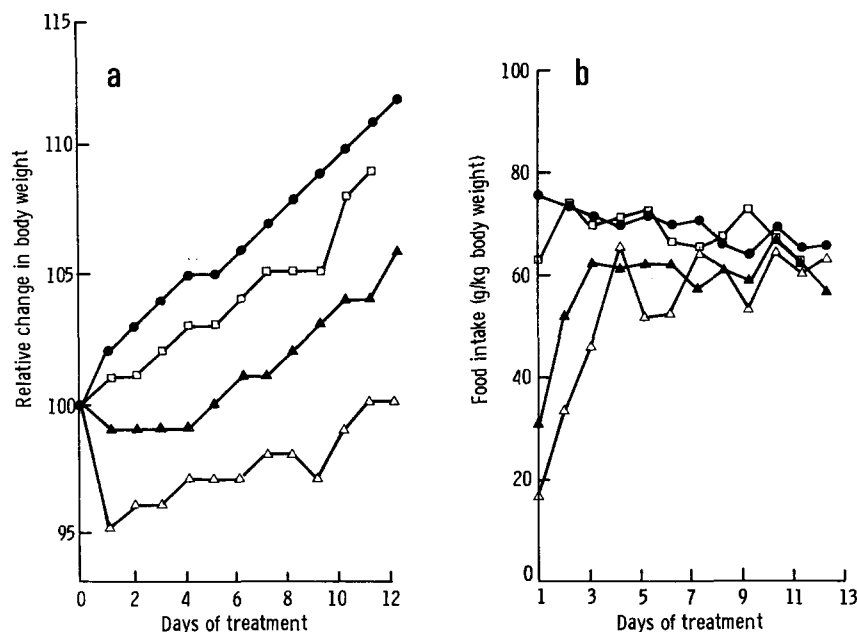 a
115
112
110
105
100
95
Relative change in body weight
0 2 4 6 8 10 12
Days of treatment
b
100
80
60
40
20
0
Food intake (g/kg body weight)
1 3 5 7 9 11 13
Days of treatment